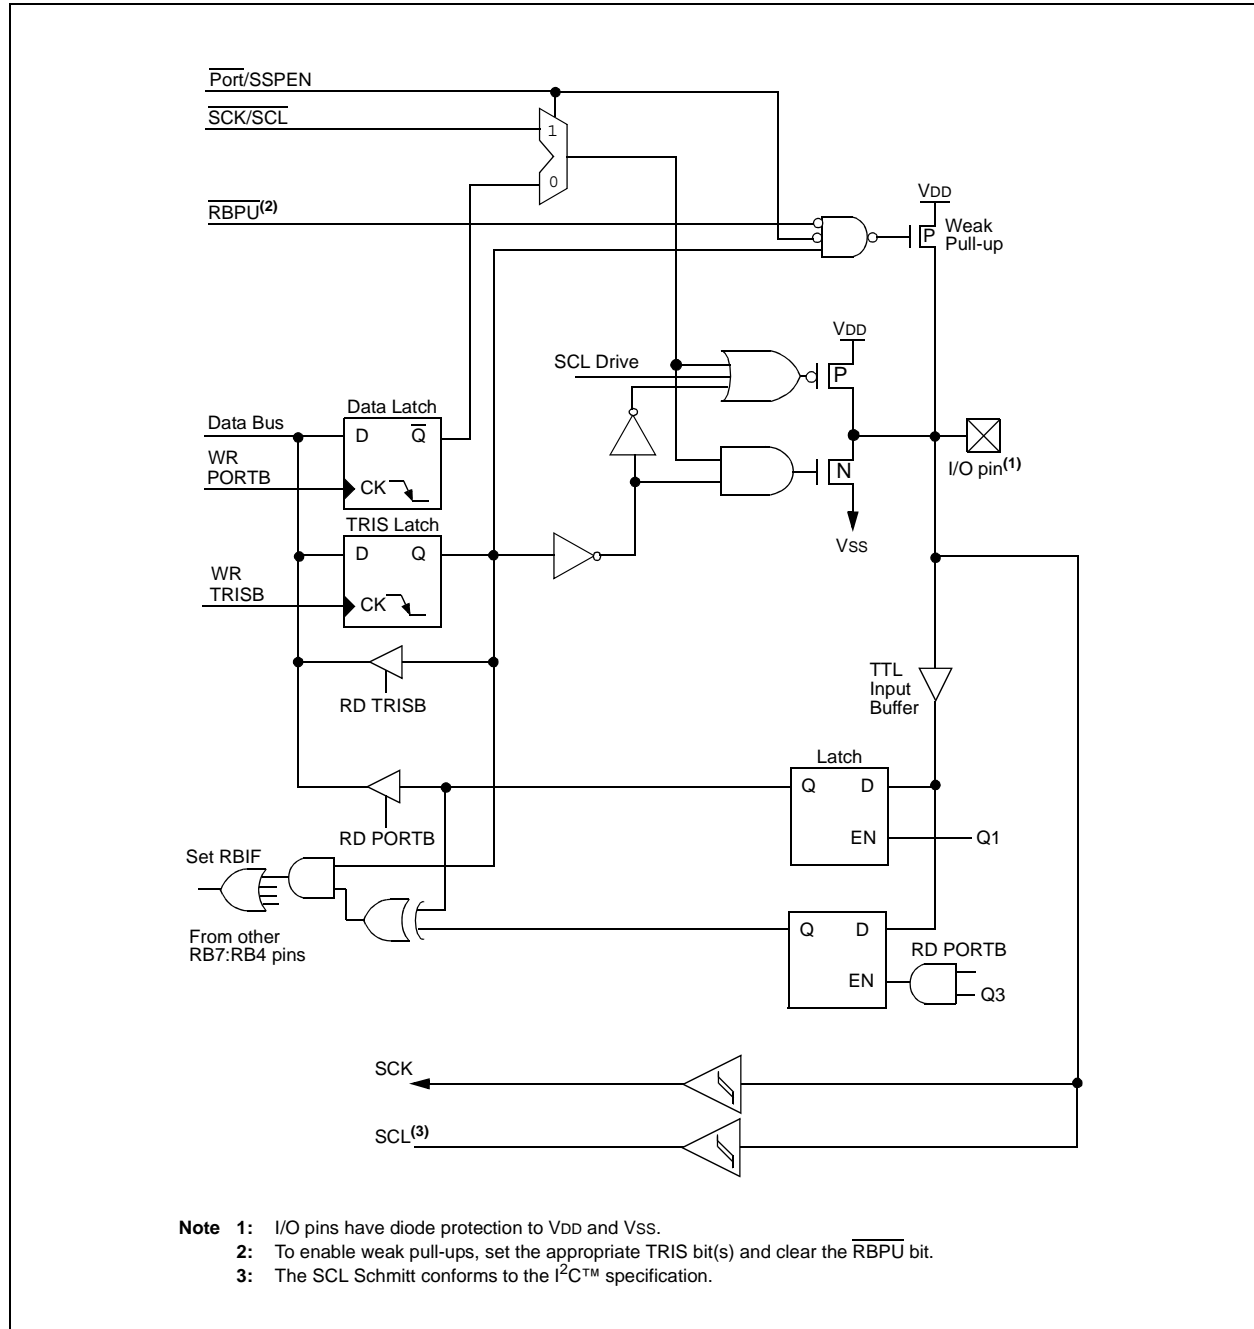 Port/SSPEN
SCK/SCL
1
0
RBPU(2)
VDD
P
Weak
Pull-up
VDD
SCL Drive
P
Data Latch
Data Bus
D
Q
WR
PORTB
CK
N
I/O pin(1)
VSS
TRIS Latch
D
Q
WR
TRISB
CK
TTL
Input
Buffer
RD TRISB
Latch
Q
D
EN
Q1
RD PORTB
Set RBIF
From other
RB7:RB4 pins
Q
D
RD PORTB
EN
Q3
SCK
SCL(3)
Note 1: I/O pins have diode protection to VDD and VSS.
2: To enable weak pull-ups, set the appropriate TRIS bit(s) and clear the RBPU bit.
3: The SCL Schmitt conforms to the I2C™ specification.